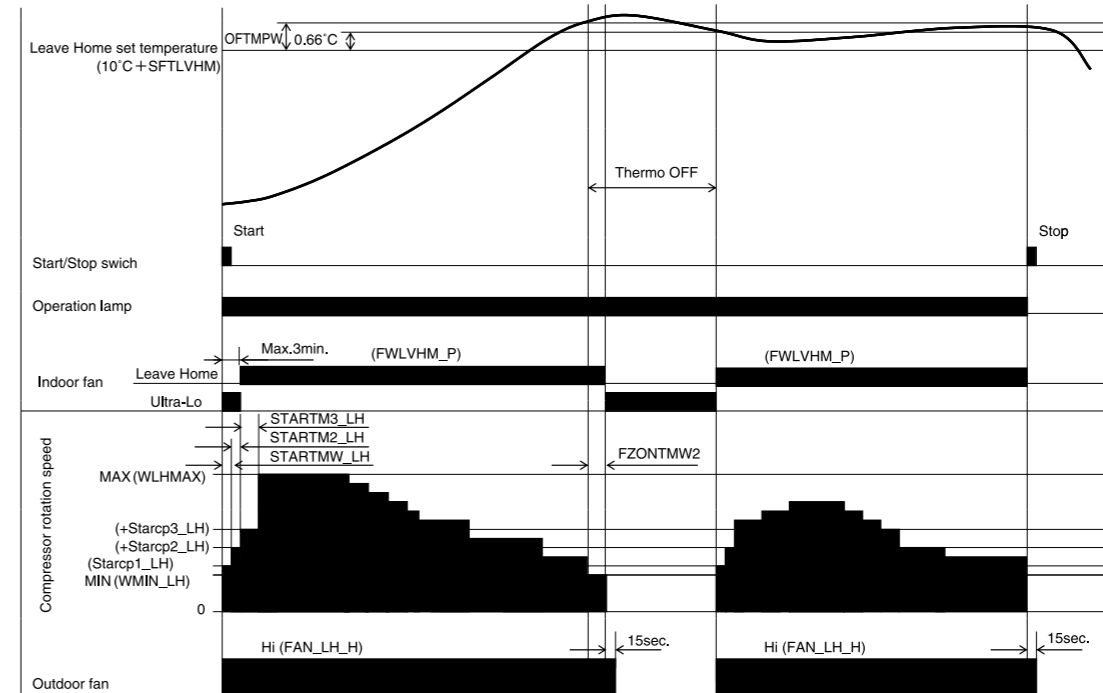 OFTMPW
0.66˚C
Leave Home set temperature
(10˚C＋SFTLVHM)
Thermo OFF
Start
Stop
Start/Stop swich
Operation lamp
Max.3min.
(FWLVHM_P)
(FWLVHM_P)
Indoor fan
Leave Home
Ultra-Lo
STARTM3_LH
STARTM2_LH
STARTMW_LH
FZONTMW2
Compressor rotation speed
MAX (WLHMAX)
(+Starcp3_LH)
(+Starcp2_LH)
(Starcp1_LH)
MIN (WMIN_LH)
0
Hi (FAN_LH_H)
15sec.
Hi (FAN_LH_H)
15sec.
Outdoor fan